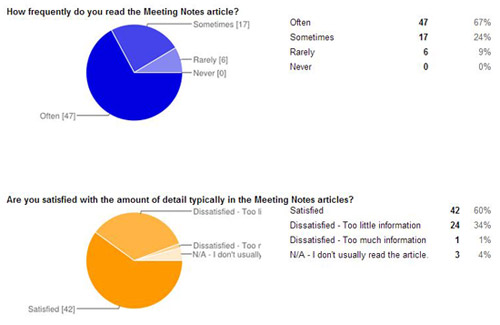 How frequently do you read the Meeting Notes article?
Sometimes [17]
Rarely [6]
Never [0]
Often [47]
Often 47 67%
Sometimes 17 24%
Rarely 6 9%
Never 0 0%
Are you satisfied with the amount of detail typically in the Meeting Notes articles?
Dissatisfied - Too li
Dissatisfied - Too r
N/A - I don't usually
Satisfied [42]
Satisfied 42 60%
Dissatisfied - Too little information 24 34%
Dissatisfied - Too much information 1 1%
N/A - I don't usually read the article. 3 4%